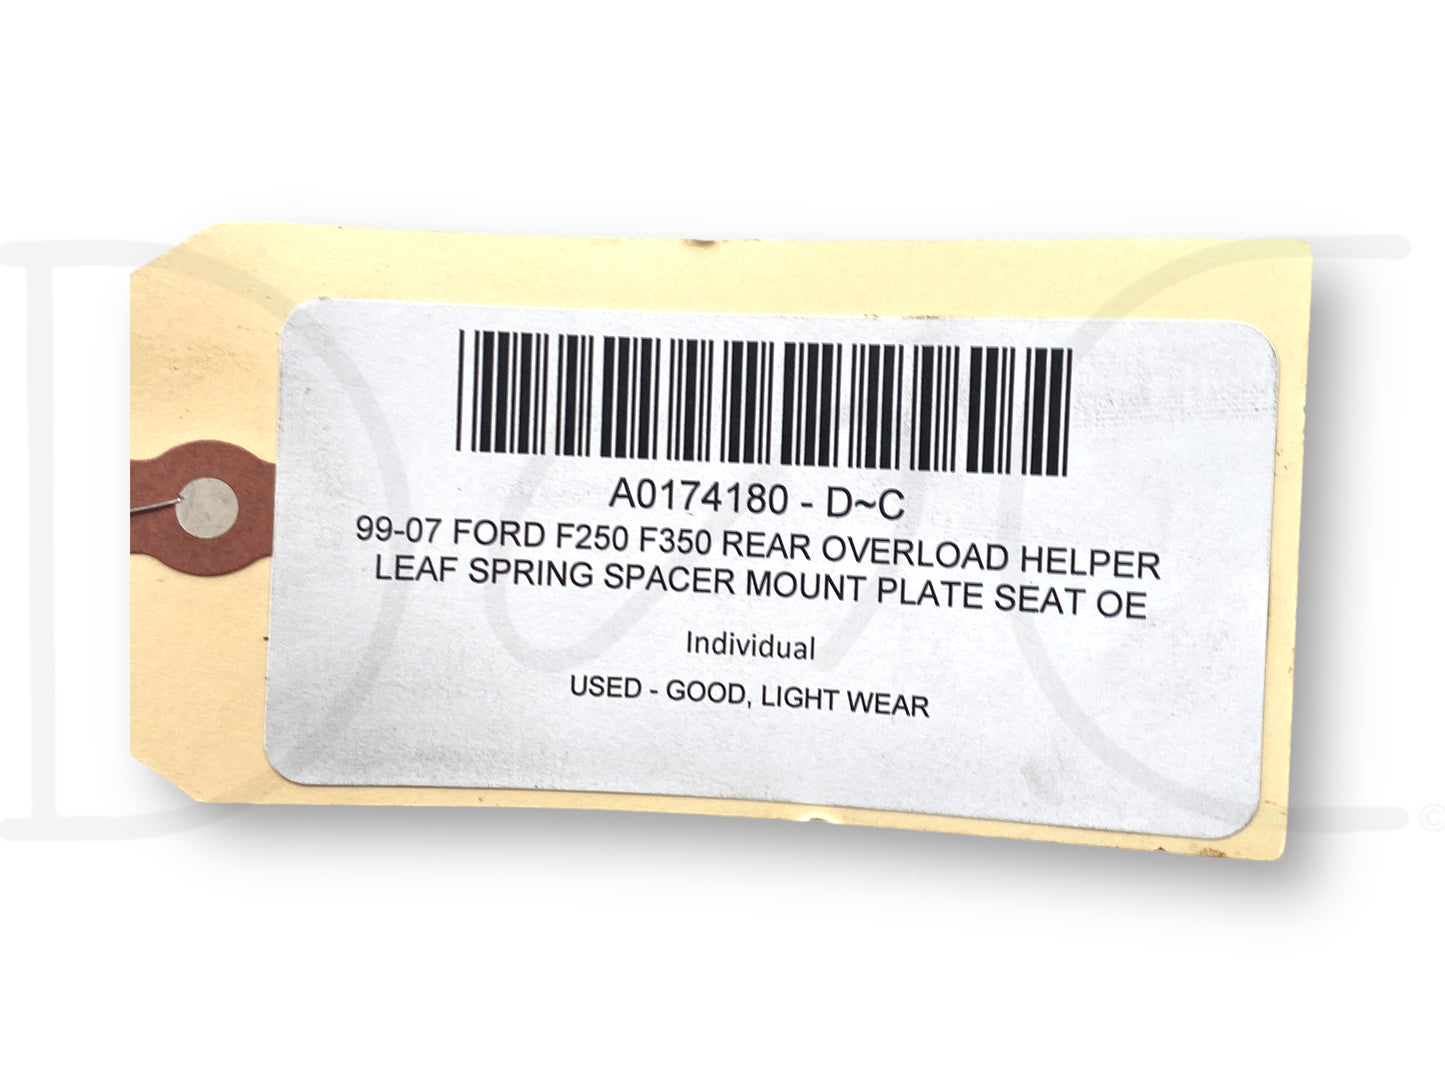 A0174180 - D~C
99-07 FORD F250 F350 REAR OVERLOAD HELPER
LEAF SPRING SPACER MOUNT PLATE SEAT OE
Individual
USED - GOOD, LIGHT WEAR
©